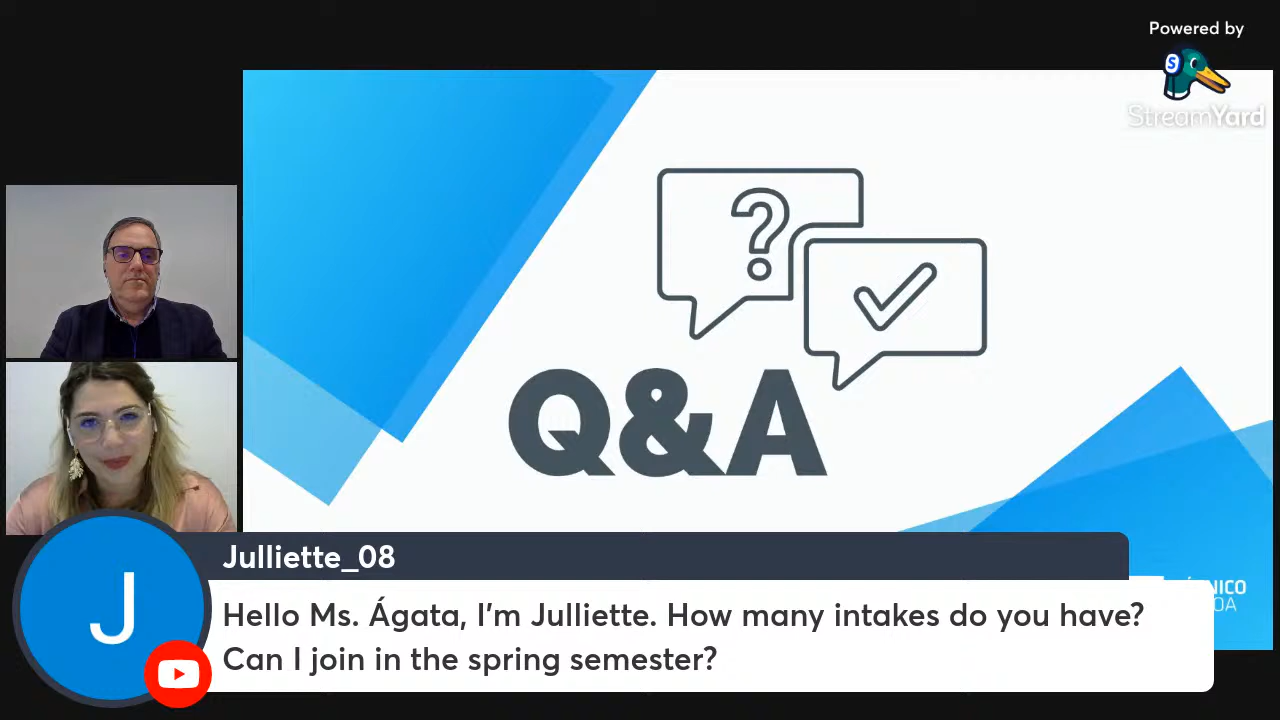 Powered by
StreamYard
Q&A
Julliette_08
J
Hello Ms. Ágata, I'm Julliette. How many intakes do you have?
Can I join in the spring semester?